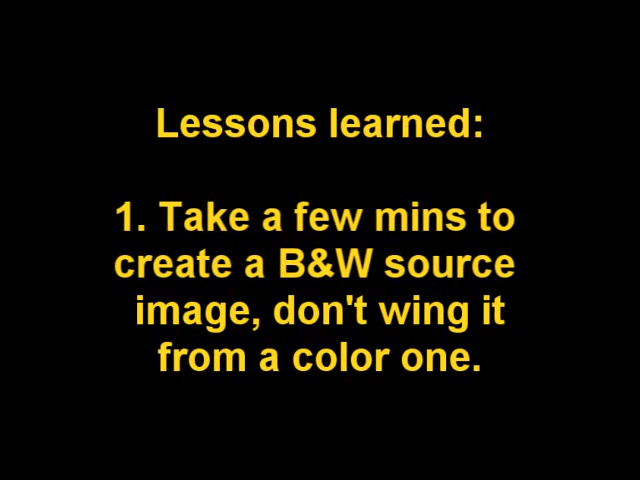 Lessons learned:
1. Take a few mins to
create a B&W source
image, don't wing it
from a color one.